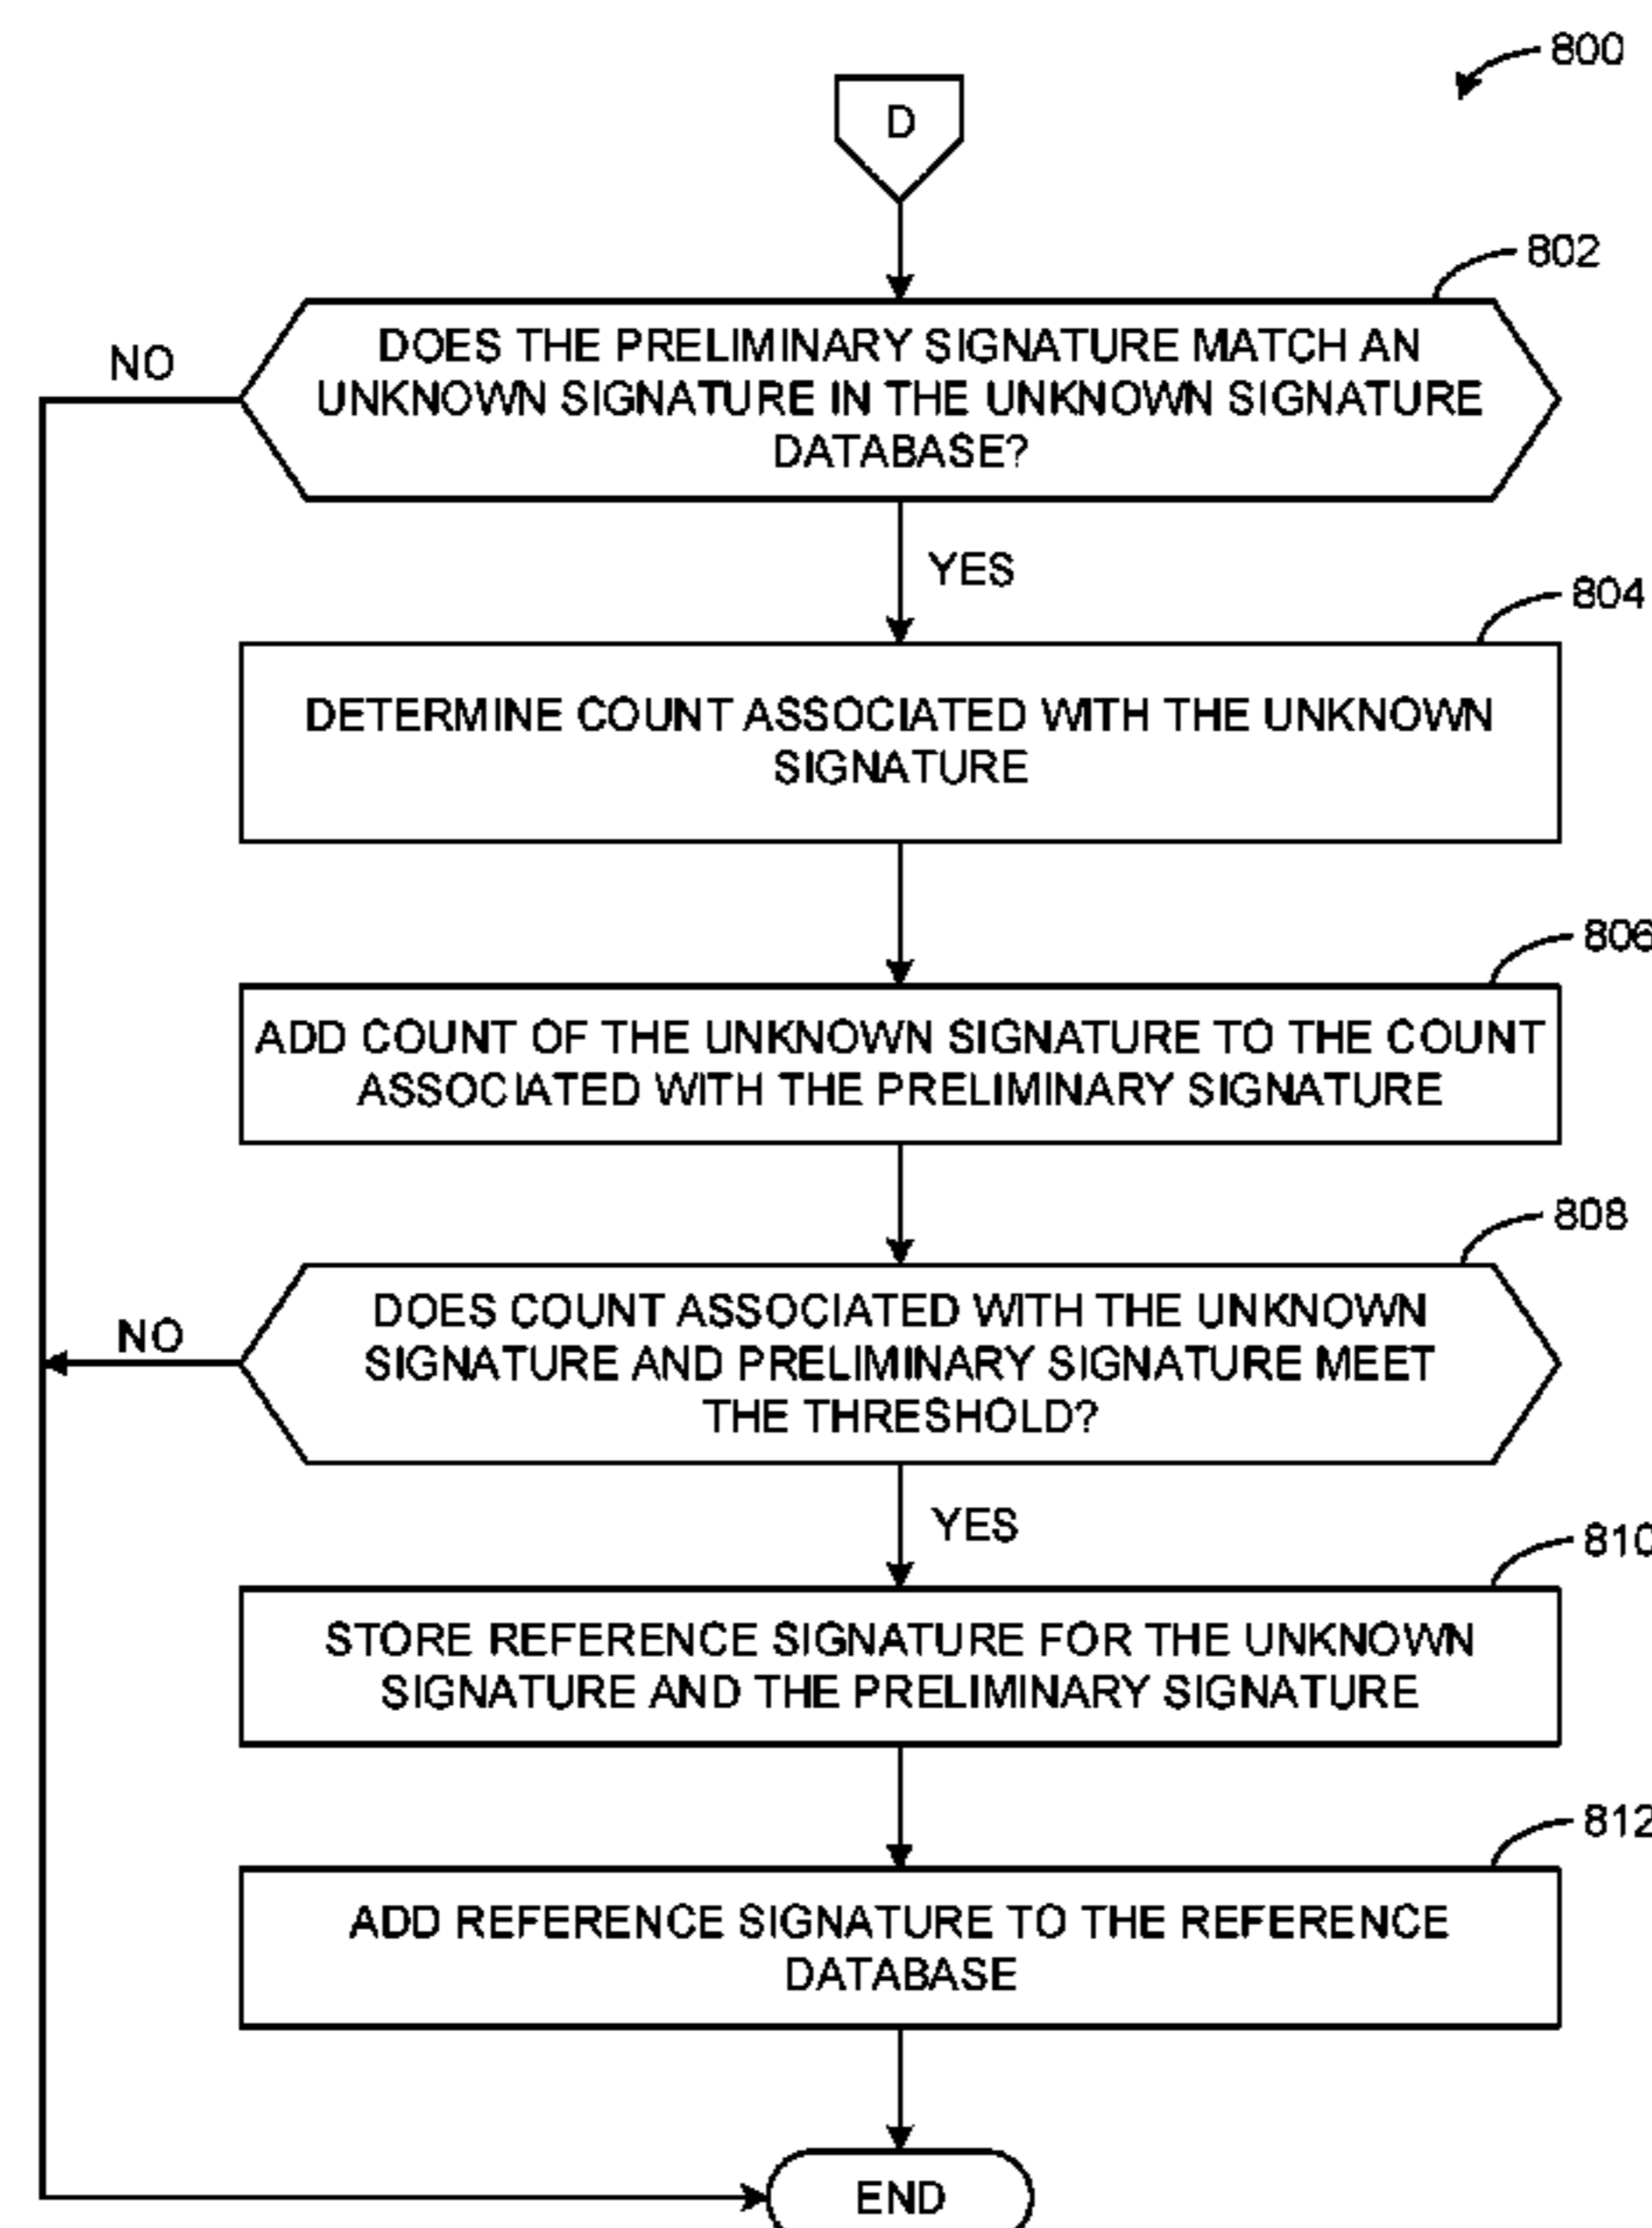 800
D
802
NO
DOES THE PRELIMINARY SIGNATURE MATCH AN
UNKNOWN SIGNATURE IN THE UNKNOWN SIGNATURE
DATABASE?
YES
804
DETERMINE COUNT ASSOCIATED WITH THE UNKNOWN
SIGNATURE
806
ADD COUNT OF THE UNKNOWN SIGNATURE TO THE COUNT
ASSOCIATED WITH THE PRELIMINARY SIGNATURE
808
NO
DOES COUNT ASSOCIATED WITH THE UNKNOWN
SIGNATURE AND PRELIMINARY SIGNATURE MEET
THE THRESHOLD?
YES
810
STORE REFERENCE SIGNATURE FOR THE UNKNOWN
SIGNATURE AND THE PRELIMINARY SIGNATURE
812
ADD REFERENCE SIGNATURE TO THE REFERENCE
DATABASE
END